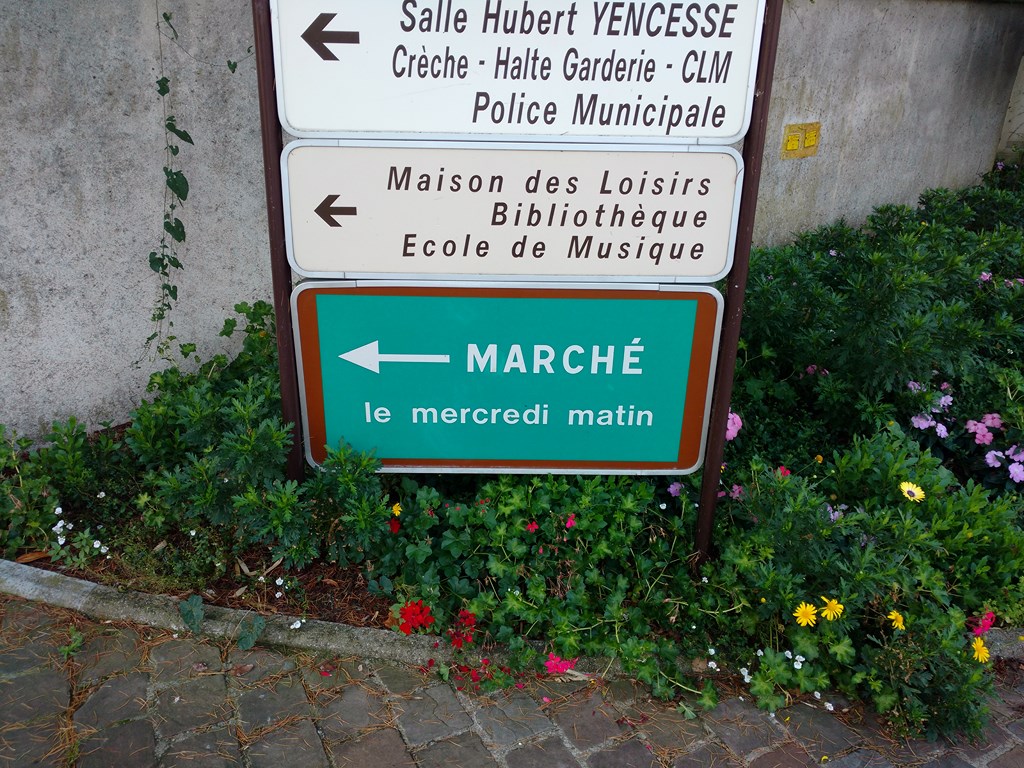 Salle Hubert YENCESSE
Crèche - Halte Garderie - CLM
Police Municipale
Maison des Loisirs
Bibliothèque
Ecole de Musique
MARCHÉ
le mercredi matin